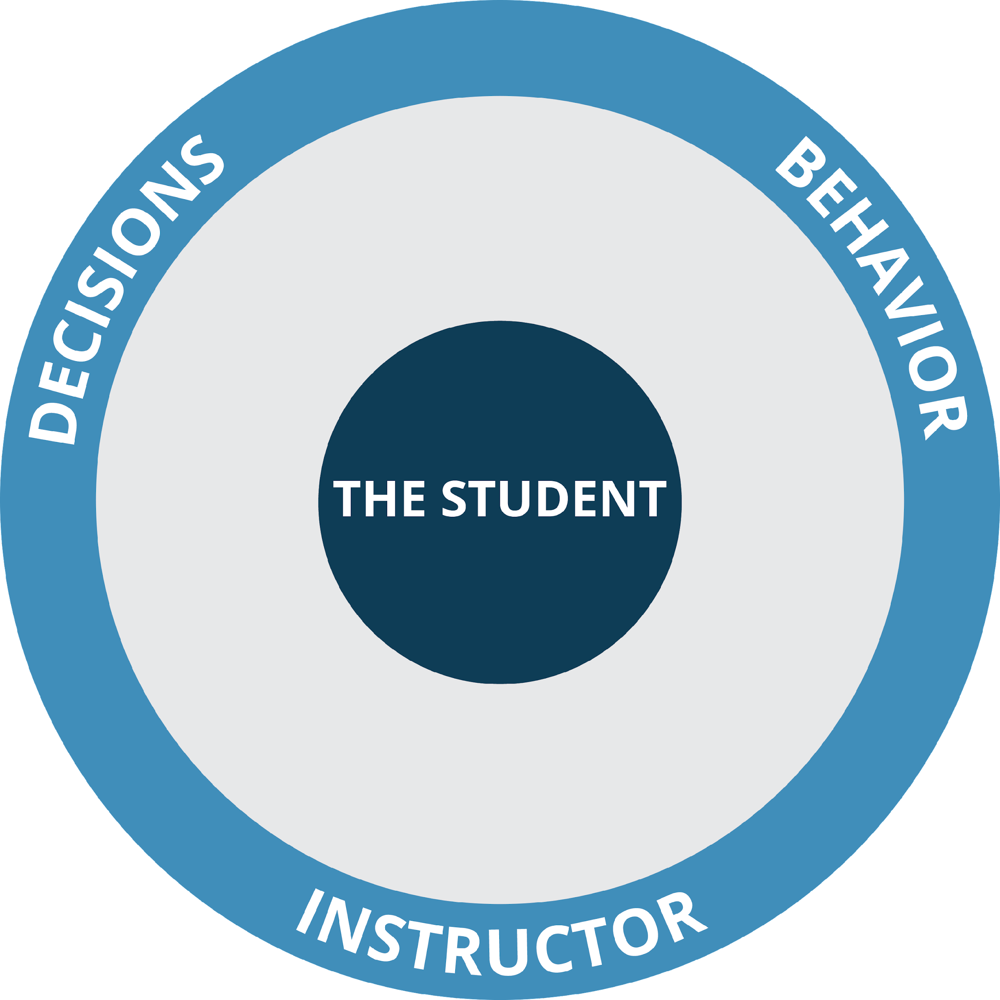 DECISIONS
BEHAVIOR
THE STUDENT
INSTRUCTOR